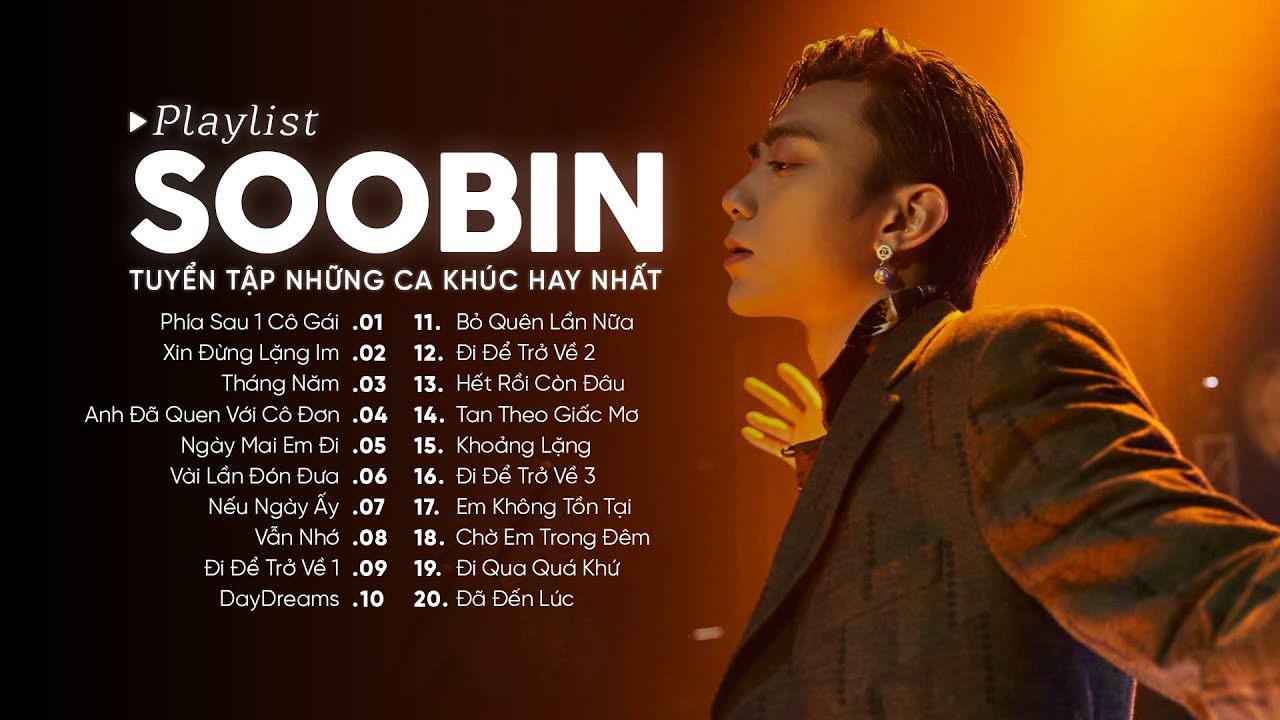 Playlist
SOOBIN
TUYỂN TẬP NHỮNG CA KHÚC HAY NHẤT
Phía Sau 1 Cô Gái .01
Xin Đừng Lặng Im .02
Tháng Năm .03
Anh Đã Quen Với Cô Đơn .04
Ngày Mai Em Đi .05
Vài Lần Đón Đưa .06
Nếu Ngày Ấy .07
Vẫn Nhớ .08
Đi Để Trở Về 1 .09
DayDreams .10
11. Bỏ Quên Lần Nữa
12. Đi Để Trở Về 2
13. Hết Rồi Còn Đâu
14. Tan Theo Giấc Mơ
15. Khoảng Lặng
16. Đi Để Trở Về 3
17. Em Không Tồn Tại
18. Chờ Em Trong Đêm
19. Đi Qua Quá Khứ
20. Đã Đến Lúc